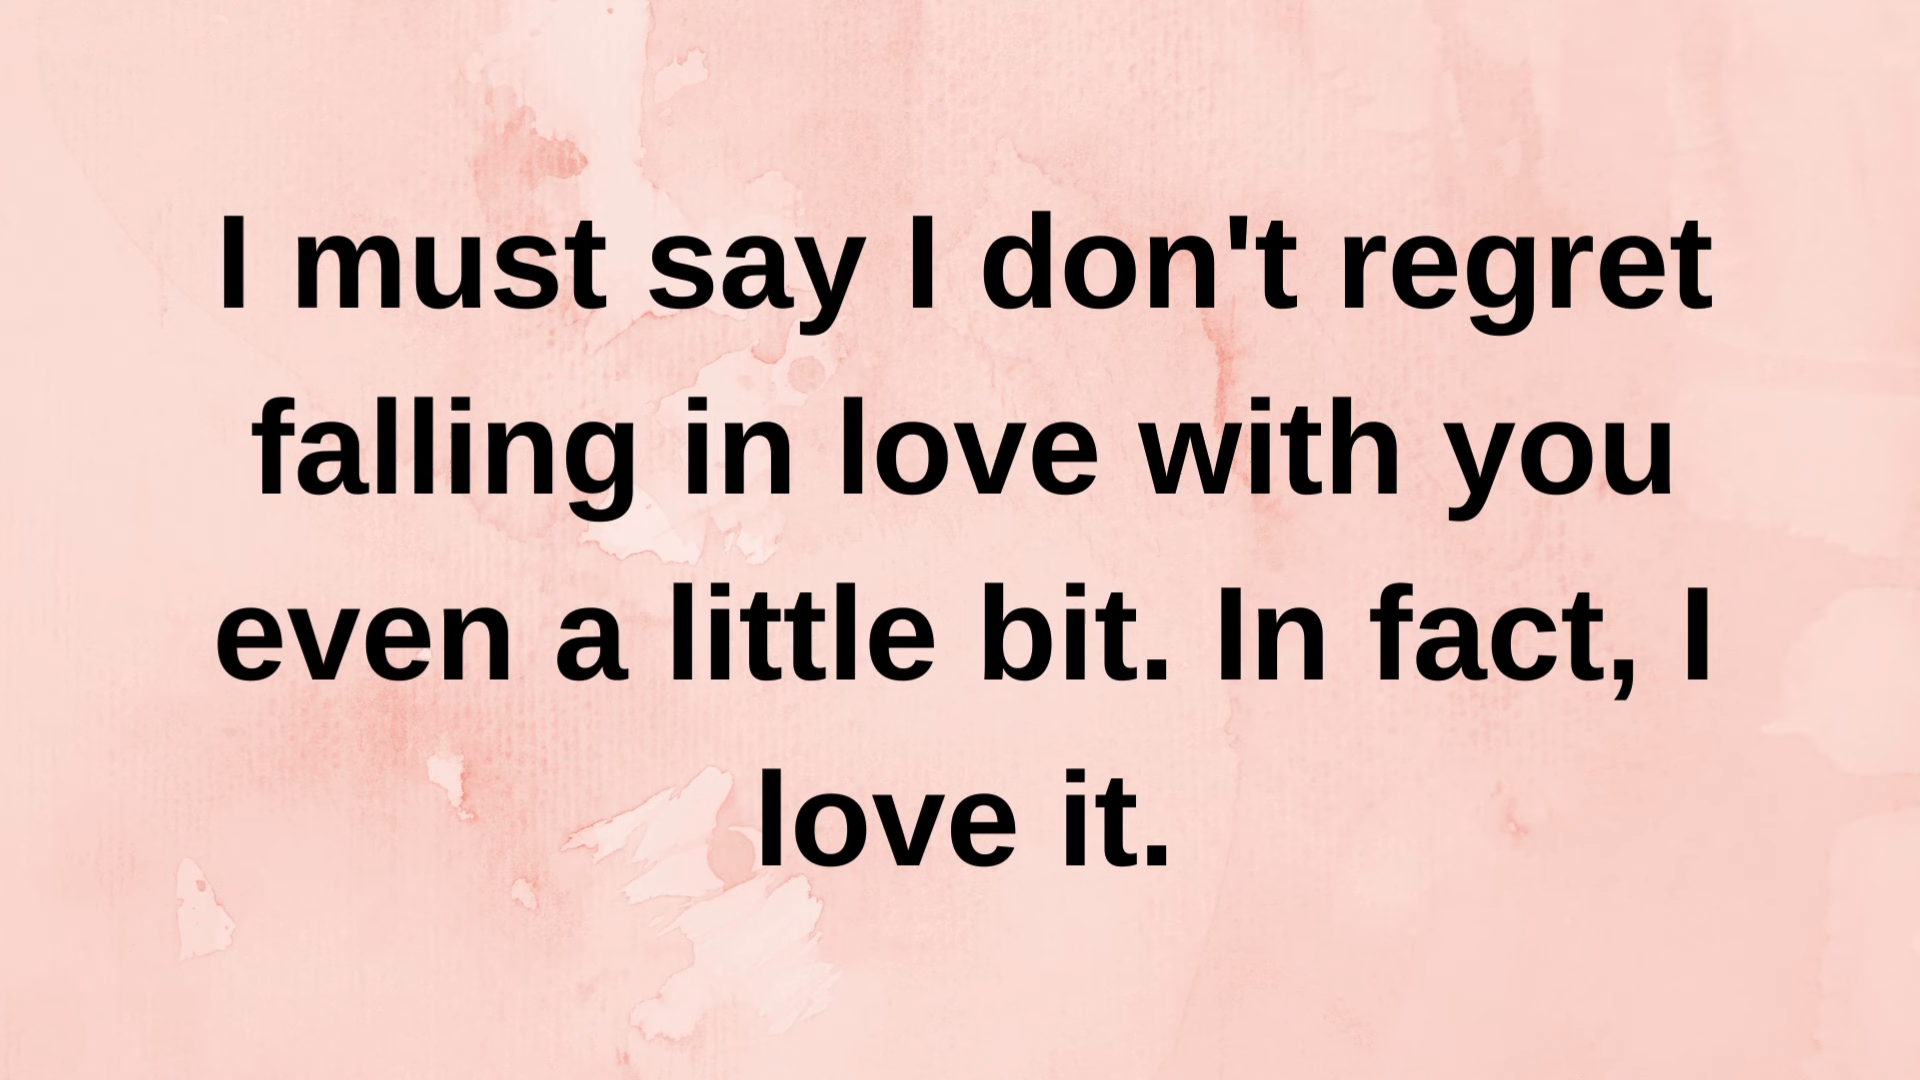 I must say I don't regret
falling in love with you
even a little bit. In fact, I
love it.